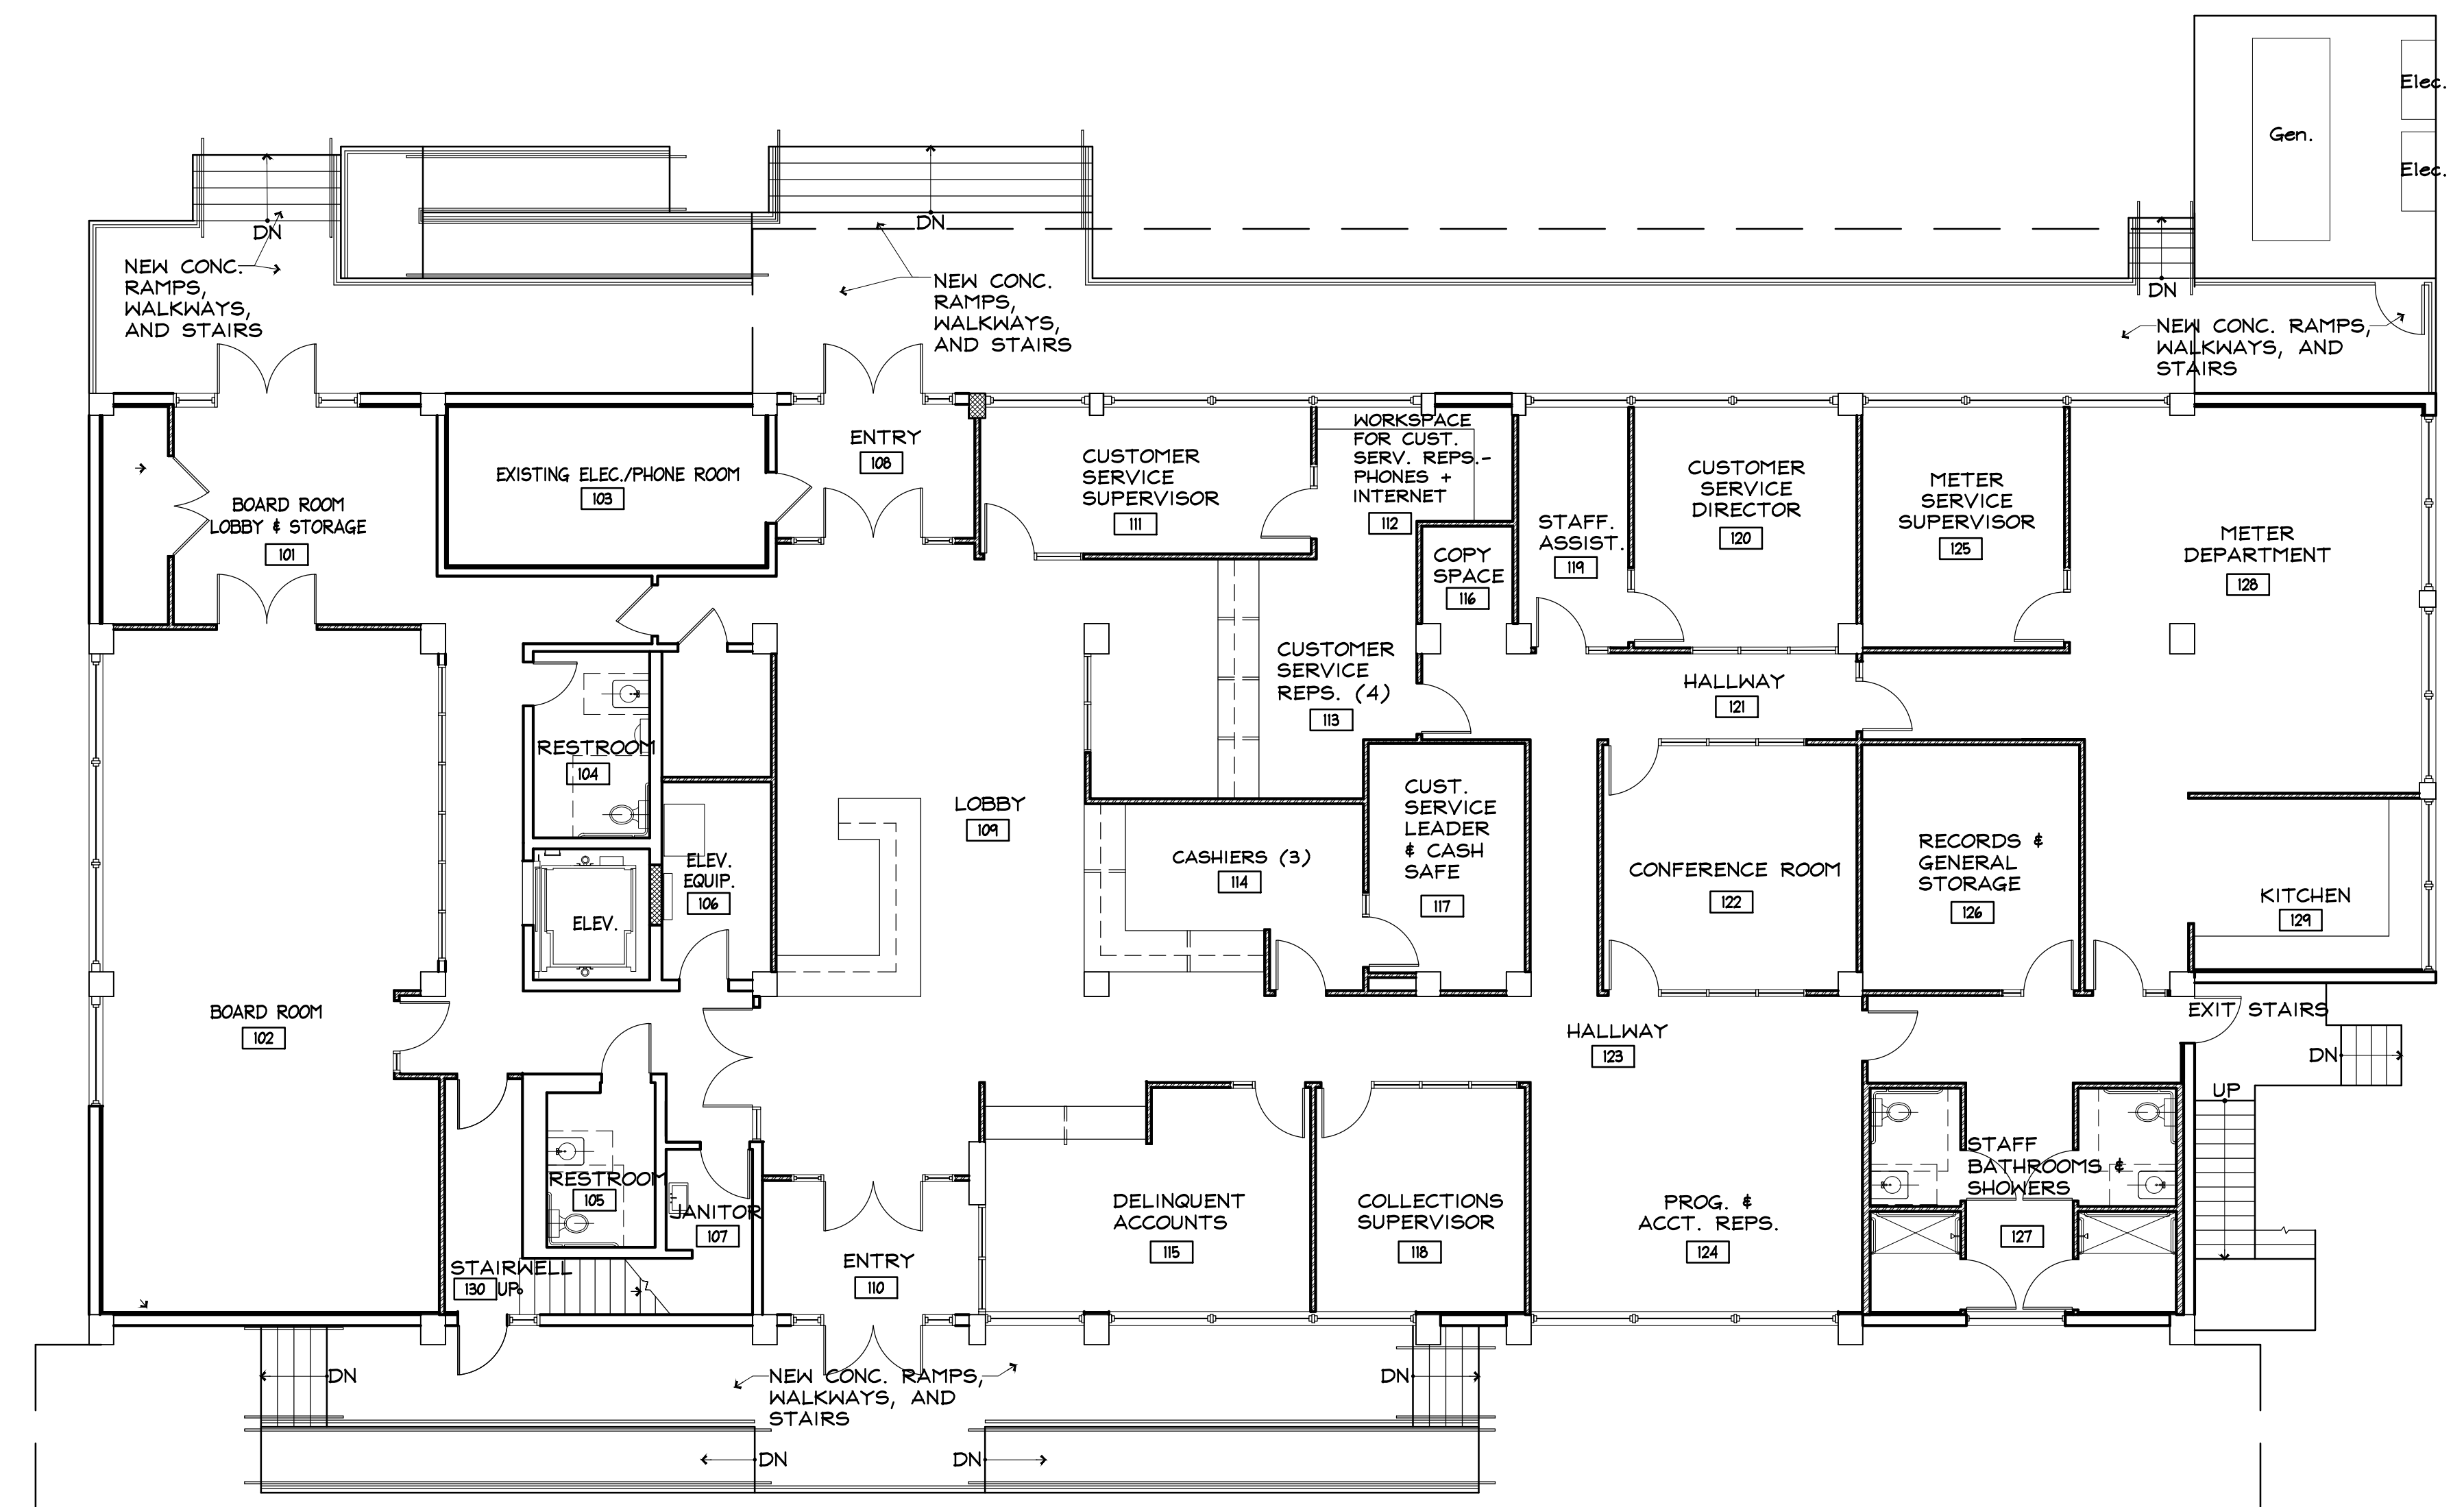 Elec.
Gen.
Elec.
DN
DN
NEW CONC.
RAMPS,
WALKWAYS,
AND STAIRS
NEW CONC.
RAMPS,
WALKWAYS,
AND STAIRS
DN
NEW CONC. RAMPS,
WALKWAYS, AND
STAIRS
BOARD ROOM
LOBBY & STORAGE
101
EXISTING ELEC./PHONE ROOM
103
ENTRY
108
CUSTOMER
SERVICE
SUPERVISOR
111
WORKSPACE
FOR CUST.
SERV. REPS.-
PHONES +
INTERNET
112
COPY
SPACE
116
STAFF.
ASSIST.
119
CUSTOMER
SERVICE
DIRECTOR
120
METER
SERVICE
SUPERVISOR
125
METER
DEPARTMENT
128
CUSTOMER
SERVICE
REPS. (4)
113
HALLWAY
121
RESTROOM
104
ELEV.
EQUIP.
106
ELEV.
LOBBY
109
CASHIERS (3)
114
CUST.
SERVICE
LEADER
& CASH
SAFE
117
CONFERENCE ROOM
122
RECORDS &
GENERAL
STORAGE
126
KITCHEN
129
BOARD ROOM
102
HALLWAY
123
EXIT STAIRS
DN
UP
RESTROOM
105
JANITOR
107
STAIRWELL
130
UP
ENTRY
110
DELINQUENT
ACCOUNTS
115
COLLECTIONS
SUPERVISOR
118
PROG. &
ACCT. REPS.
124
STAFF
BATHROOMS &
SHOWERS
127
DN
NEW CONC. RAMPS,
WALKWAYS, AND
STAIRS
DN
DN
DN